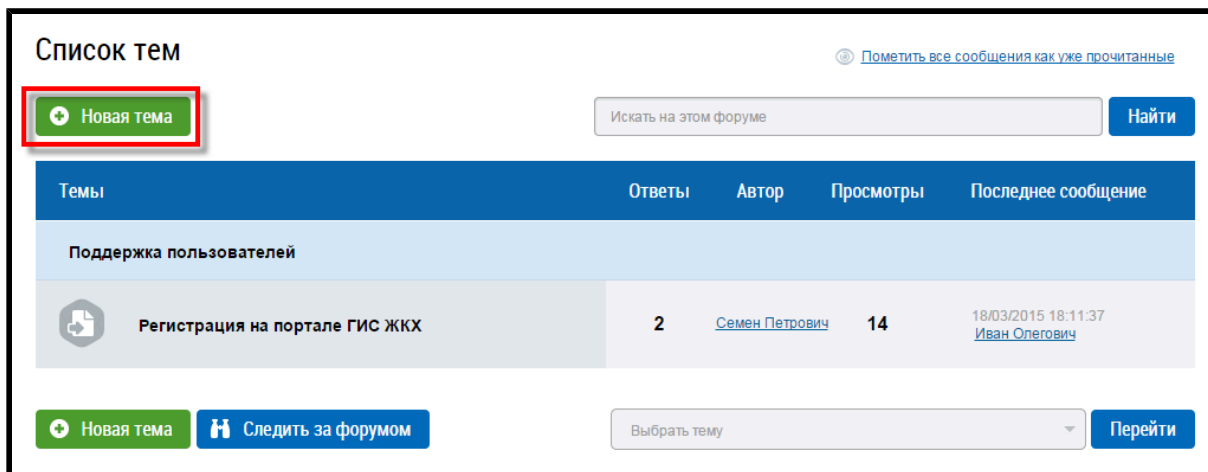 Список тем
Пометить все сообщения как уже прочитанные
Новая тема
Искать на этом форуме
Найти
Темы Ответы Автор Просмотры Последнее сообщение
Поддержка пользователей
Регистрация на портале ГИС ЖКХ 2 Семен Петрович 14 18/03/2015 18:11:37
Иван Олегович
Новая тема Следить за форумом Выбрать тему Перейти